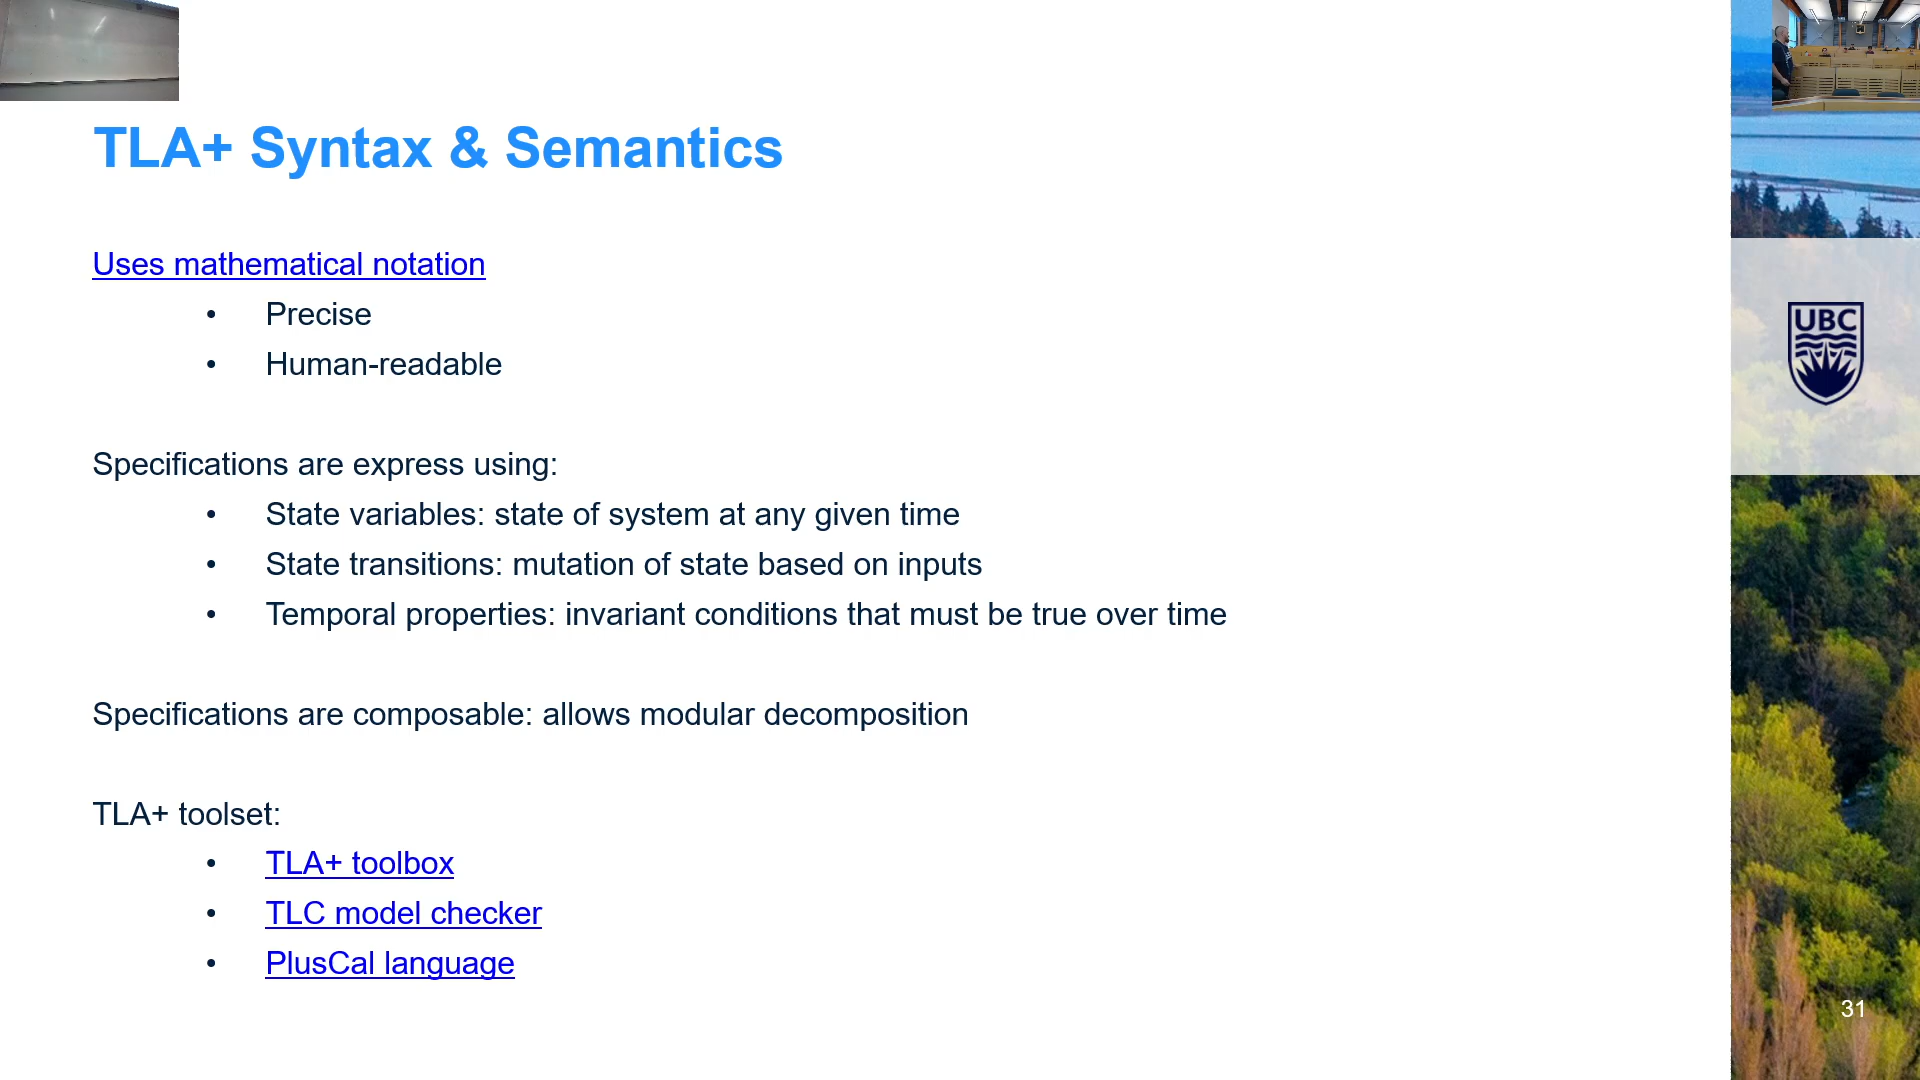 TLA+ Syntax & Semantics
Uses mathematical notation
• Precise
• Human-readable
Specifications are express using:
• State variables: state of system at any given time
• State transitions: mutation of state based on inputs
• Temporal properties: invariant conditions that must be true over time
Specifications are composable: allows modular decomposition
TLA+ toolset:
• TLA+ toolbox
• TLC model checker
• PlusCal language
UBC
31